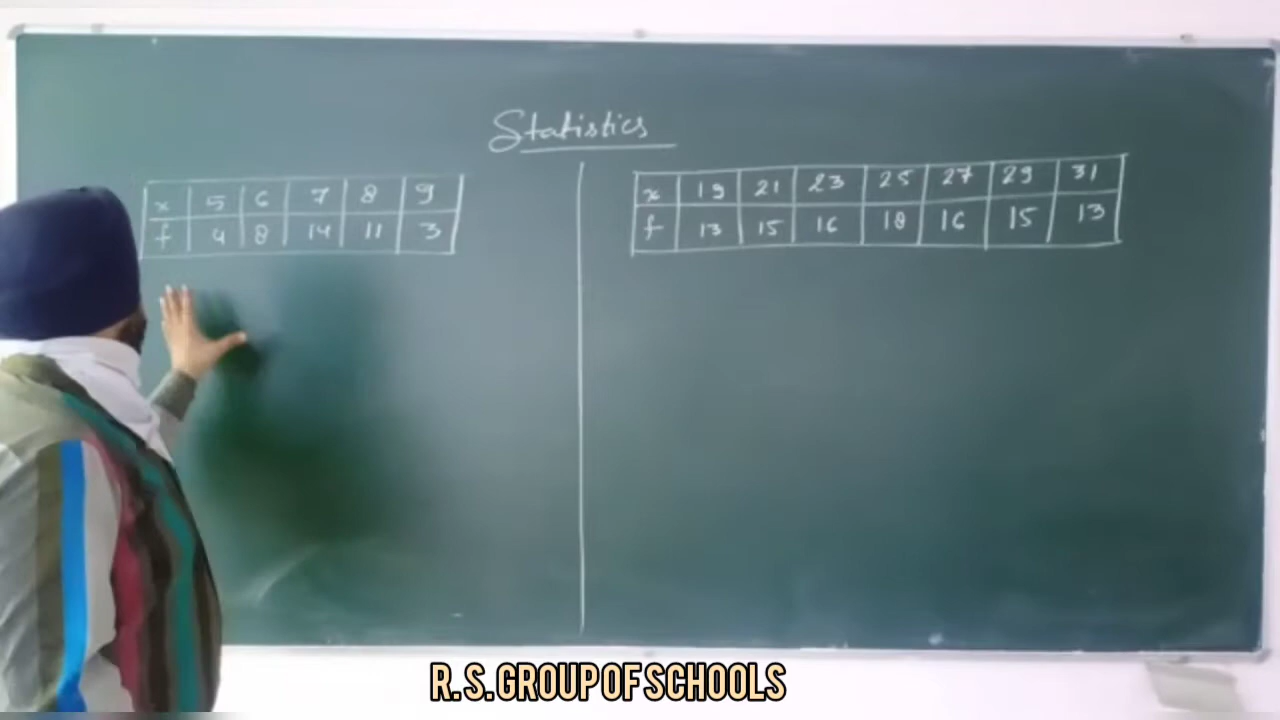 Statistics
x 5 6 7 8 9
f 4 8 14 11 3
x 19 21 23 25 27 29 31
f 13 15 16 18 16 15 13
R.S. GROUP OF SCHOOLS